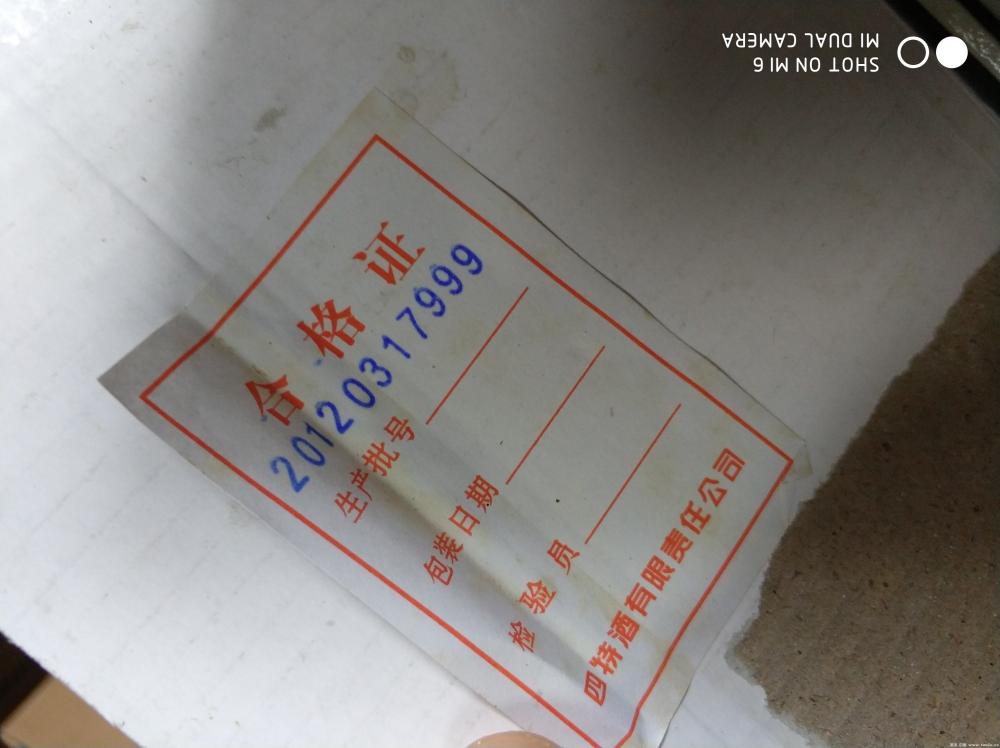 合格证
20120317999
生产批号
包装日期
检验员
四特酒有限责任公司
SHOT ON MI 6
MI DUAL CAMERA